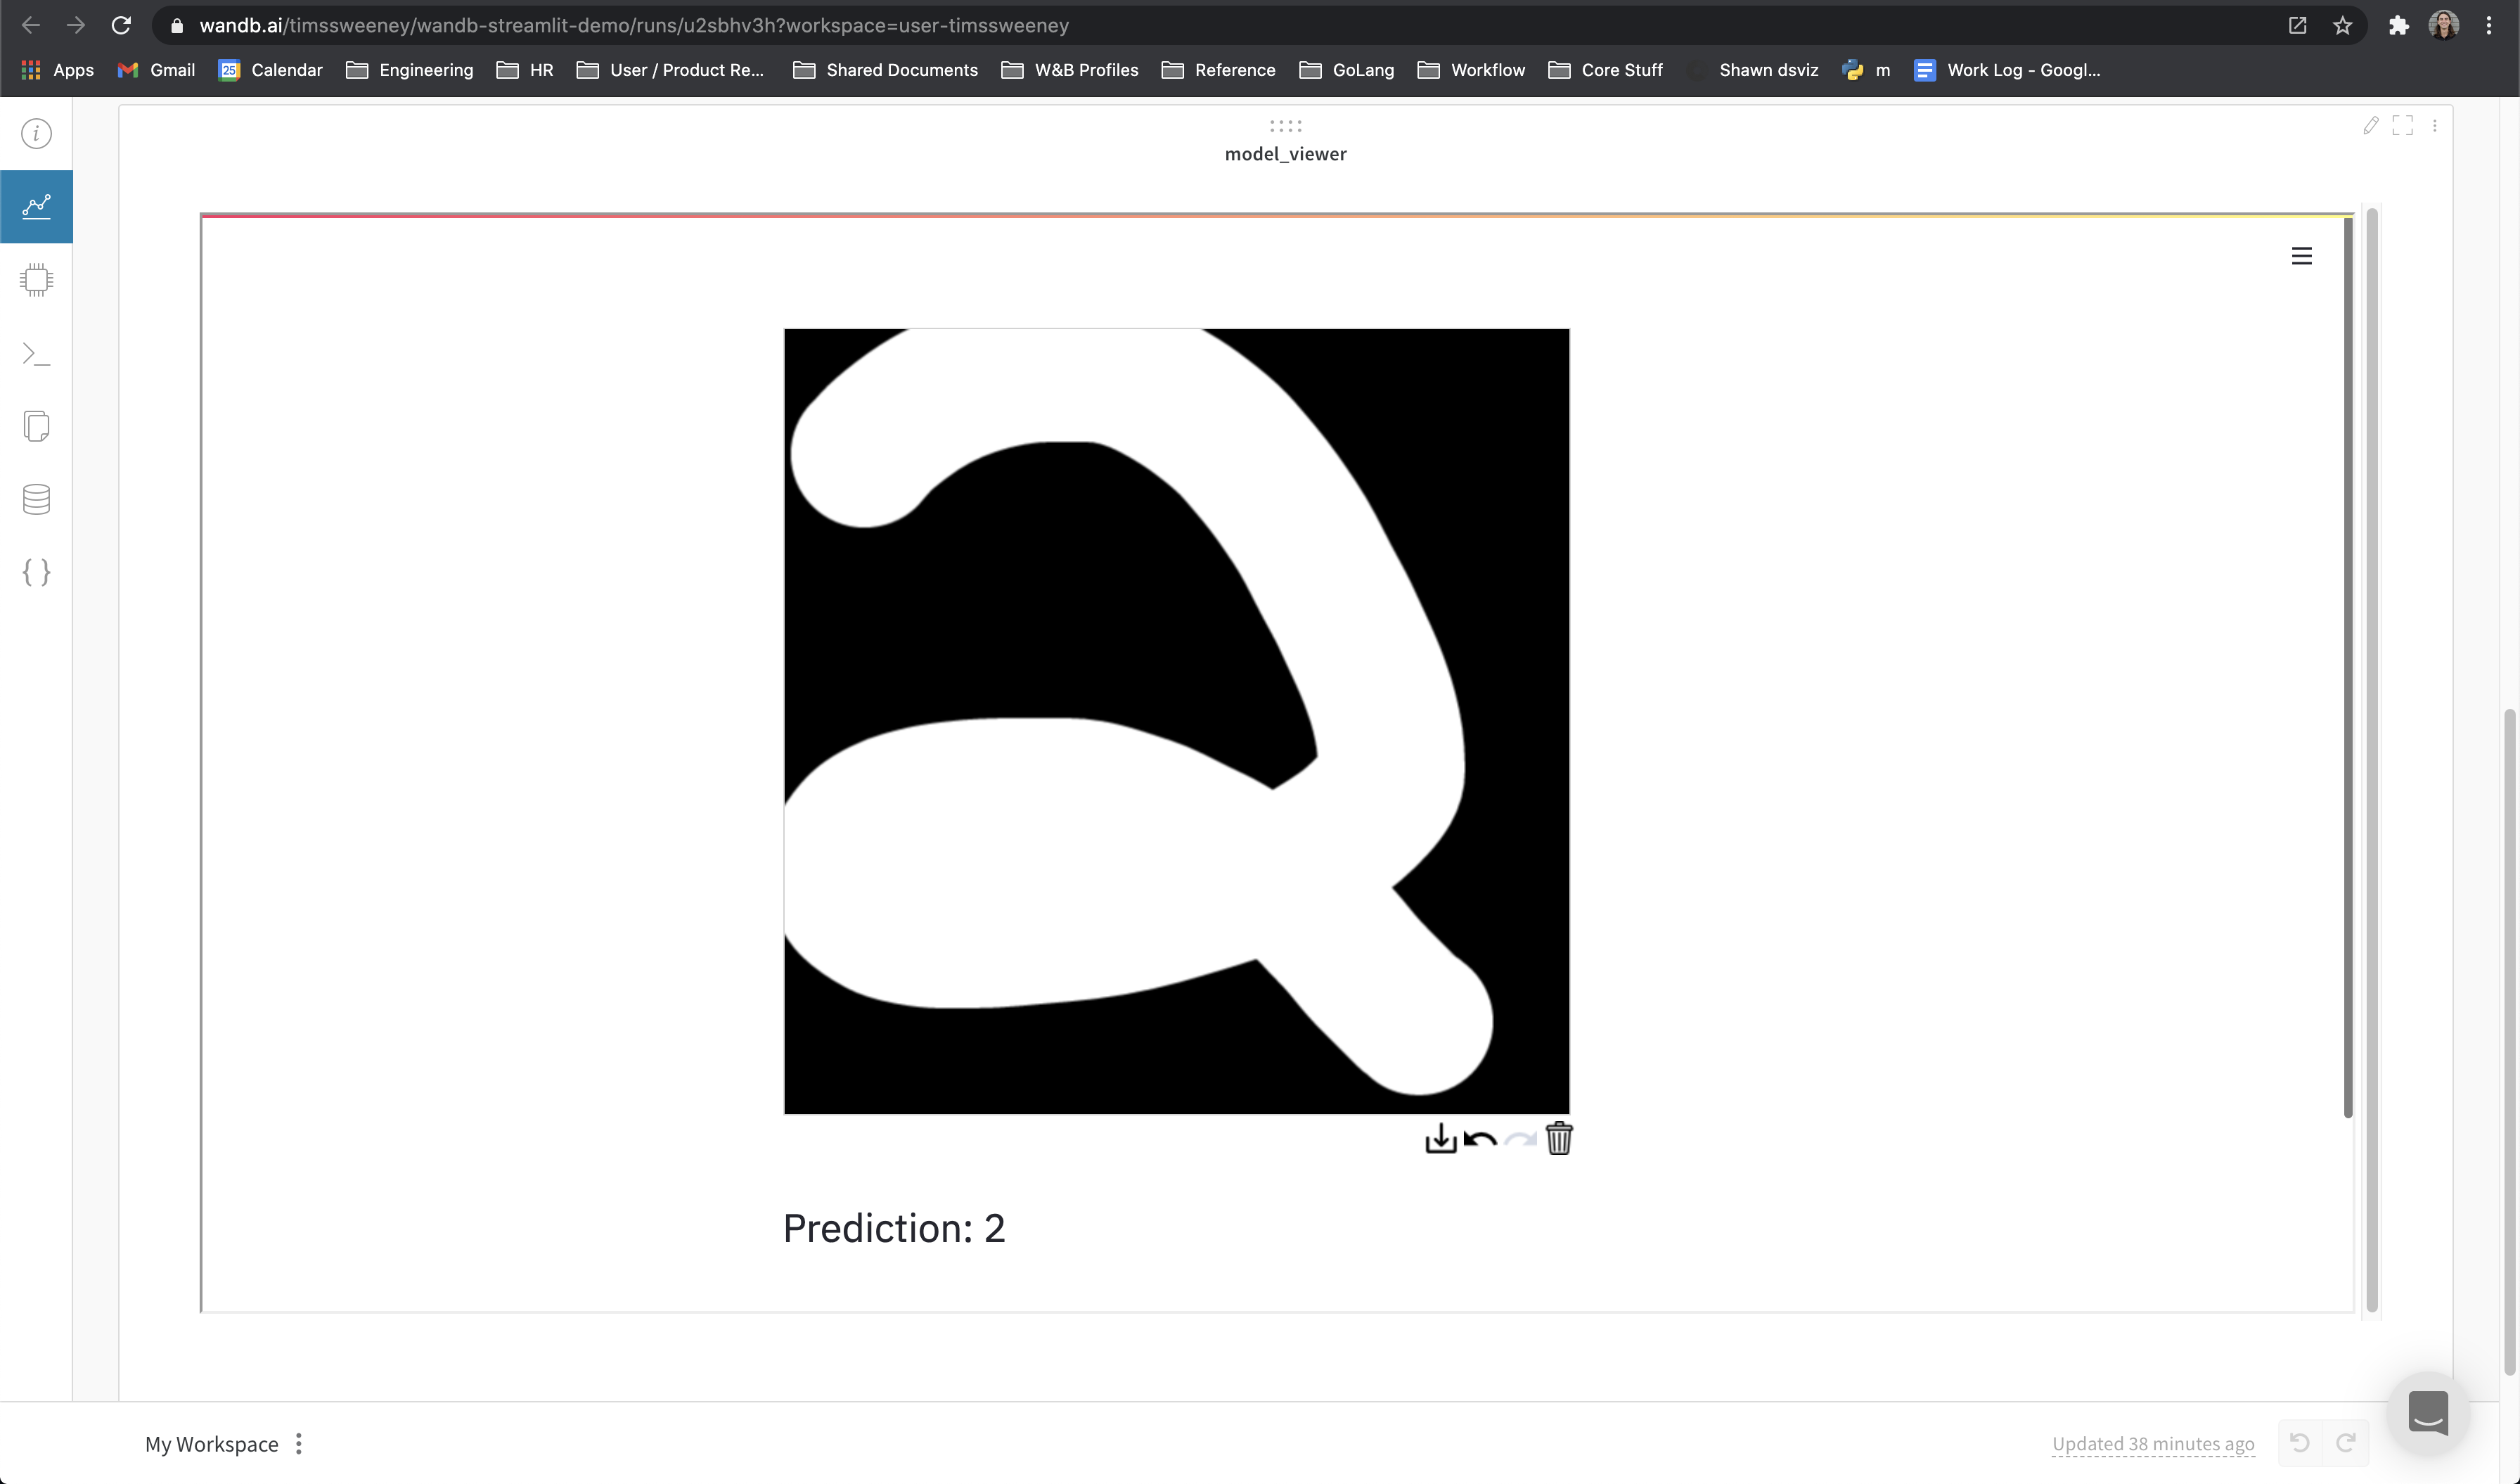 wandb.ai/timssweeney/wandb-streamlit-demo/runs/u2sbhv3h?workspace=user-timssweeney
Apps Gmail 25 Calendar Engineering HR User / Product Re... Shared Documents W&B Profiles Reference GoLang Workflow Core Stuff Shawn dsviz m Work Log - Googl...
model_viewer
2
Prediction: 2
My Workspace
Updated 38 minutes ago